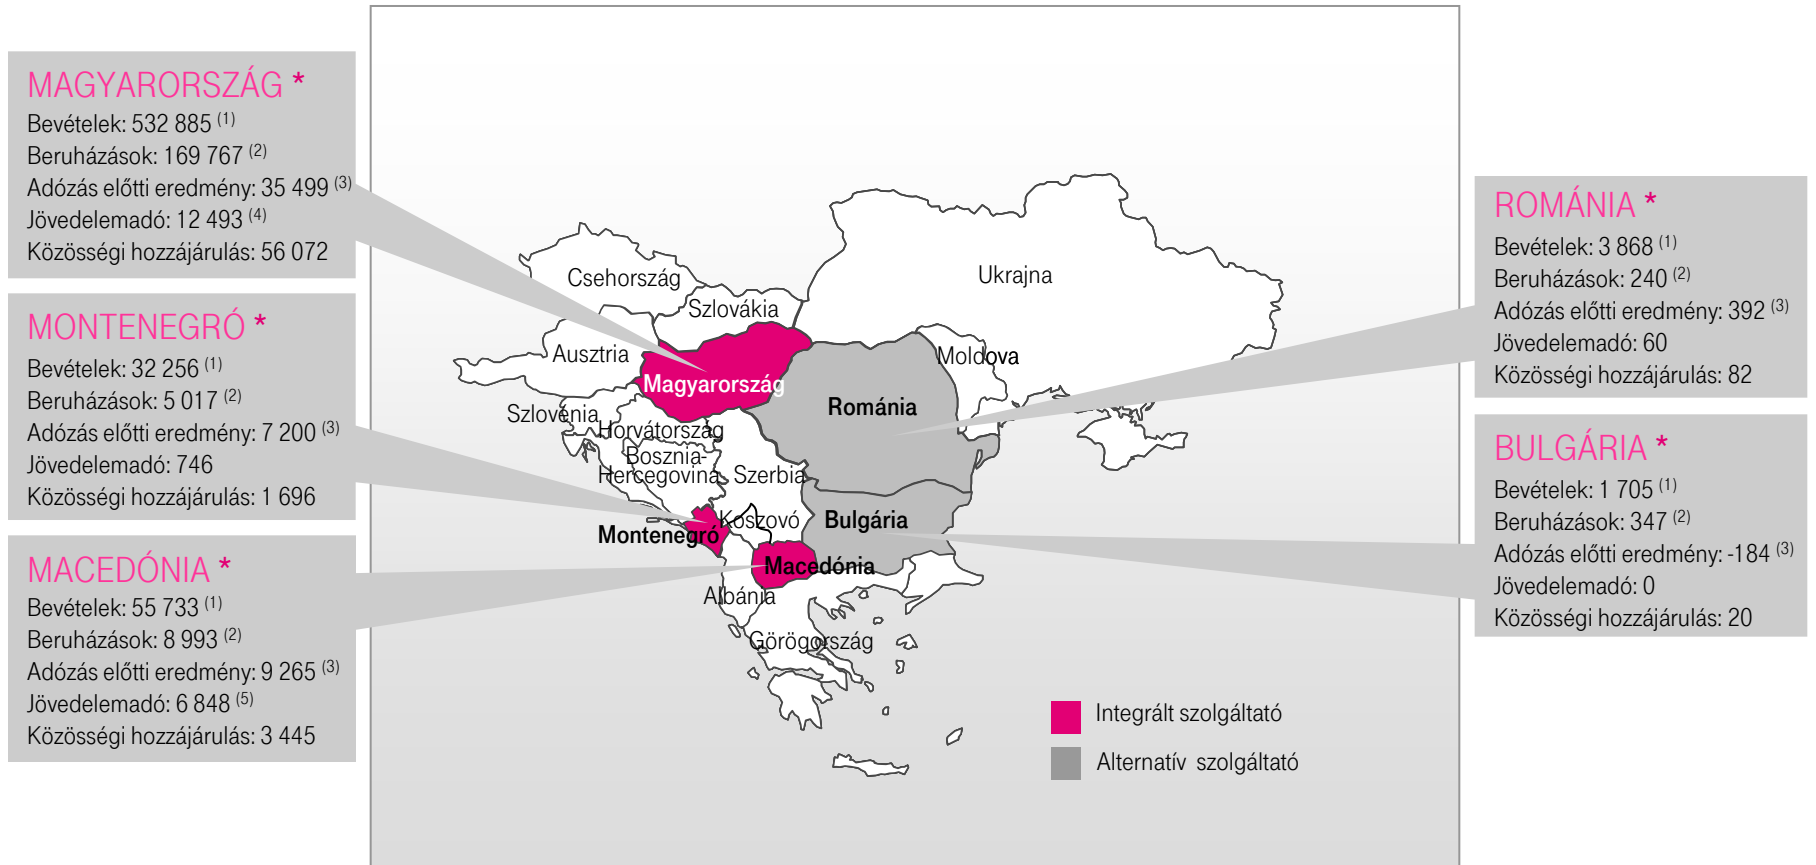 MAGYARORSZÁG *
Bevételek: 532 885 (1)
Beruházások: 169 767 (2)
Adózás előtti eredmény: 35 499 (3)
Jövedelemadó: 12 493 (4)
Közösségi hozzájárulás: 56 072
MONTENEGRÓ *
Bevételek: 32 256 (1)
Beruházások: 5 017 (2)
Adózás előtti eredmény: 7 200 (3)
Jövedelemadó: 746
Közösségi hozzájárulás: 1 696
MACEDÓNIA *
Bevételek: 55 733 (1)
Beruházások: 8 993 (2)
Adózás előtti eredmény: 9 265 (3)
Jövedelemadó: 6 848 (5)
Közösségi hozzájárulás: 3 445
Csehország
Ukrajna
Szlovákia
Ausztria
Moldova
Magyarország
Románia
Szlovénia
Horvátország
Bosznia-
Hercegovina
Szerbia
Koszovó
Bulgária
Montenegró
Macedónia
Albánia
Görögország
Integrált szolgáltató
Alternatív szolgáltató
ROMÁNIA *
Bevételek: 3 868 (1)
Beruházások: 240 (2)
Adózás előtti eredmény: 392 (3)
Jövedelemadó: 60
Közösségi hozzájárulás: 82
BULGÁRIA *
Bevételek: 1 705 (1)
Beruházások: 347 (2)
Adózás előtti eredmény: -184 (3)
Jövedelemadó: 0
Közösségi hozzájárulás: 20